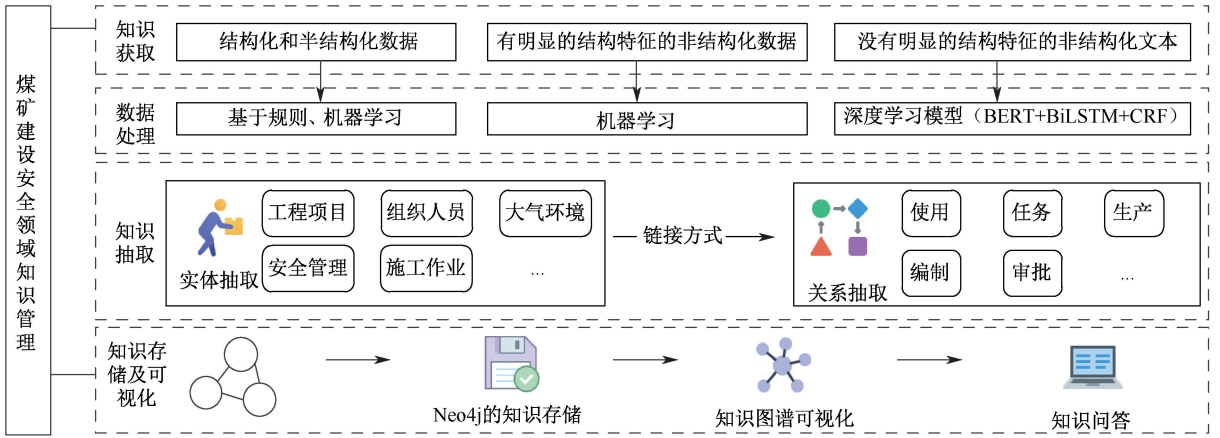 煤矿建设安全领域知识管理
知识
获取
结构化和半结构化数据
有明显的结构特征的非结构化数据
没有明显的结构特征的非结构化文本
数据
处理
基于规则、机器学习
机器学习
深度学习模型（BERT+BiLSTM+CRF）
知识
抽取
工程项目
组织人员
大气环境
安全管理
施工作业
...
实体抽取
链接方式
使用
任务
生产
编制
审批
...
关系抽取
知识存
储及可
视化
Neo4j的知识存储
知识图谱可视化
知识问答